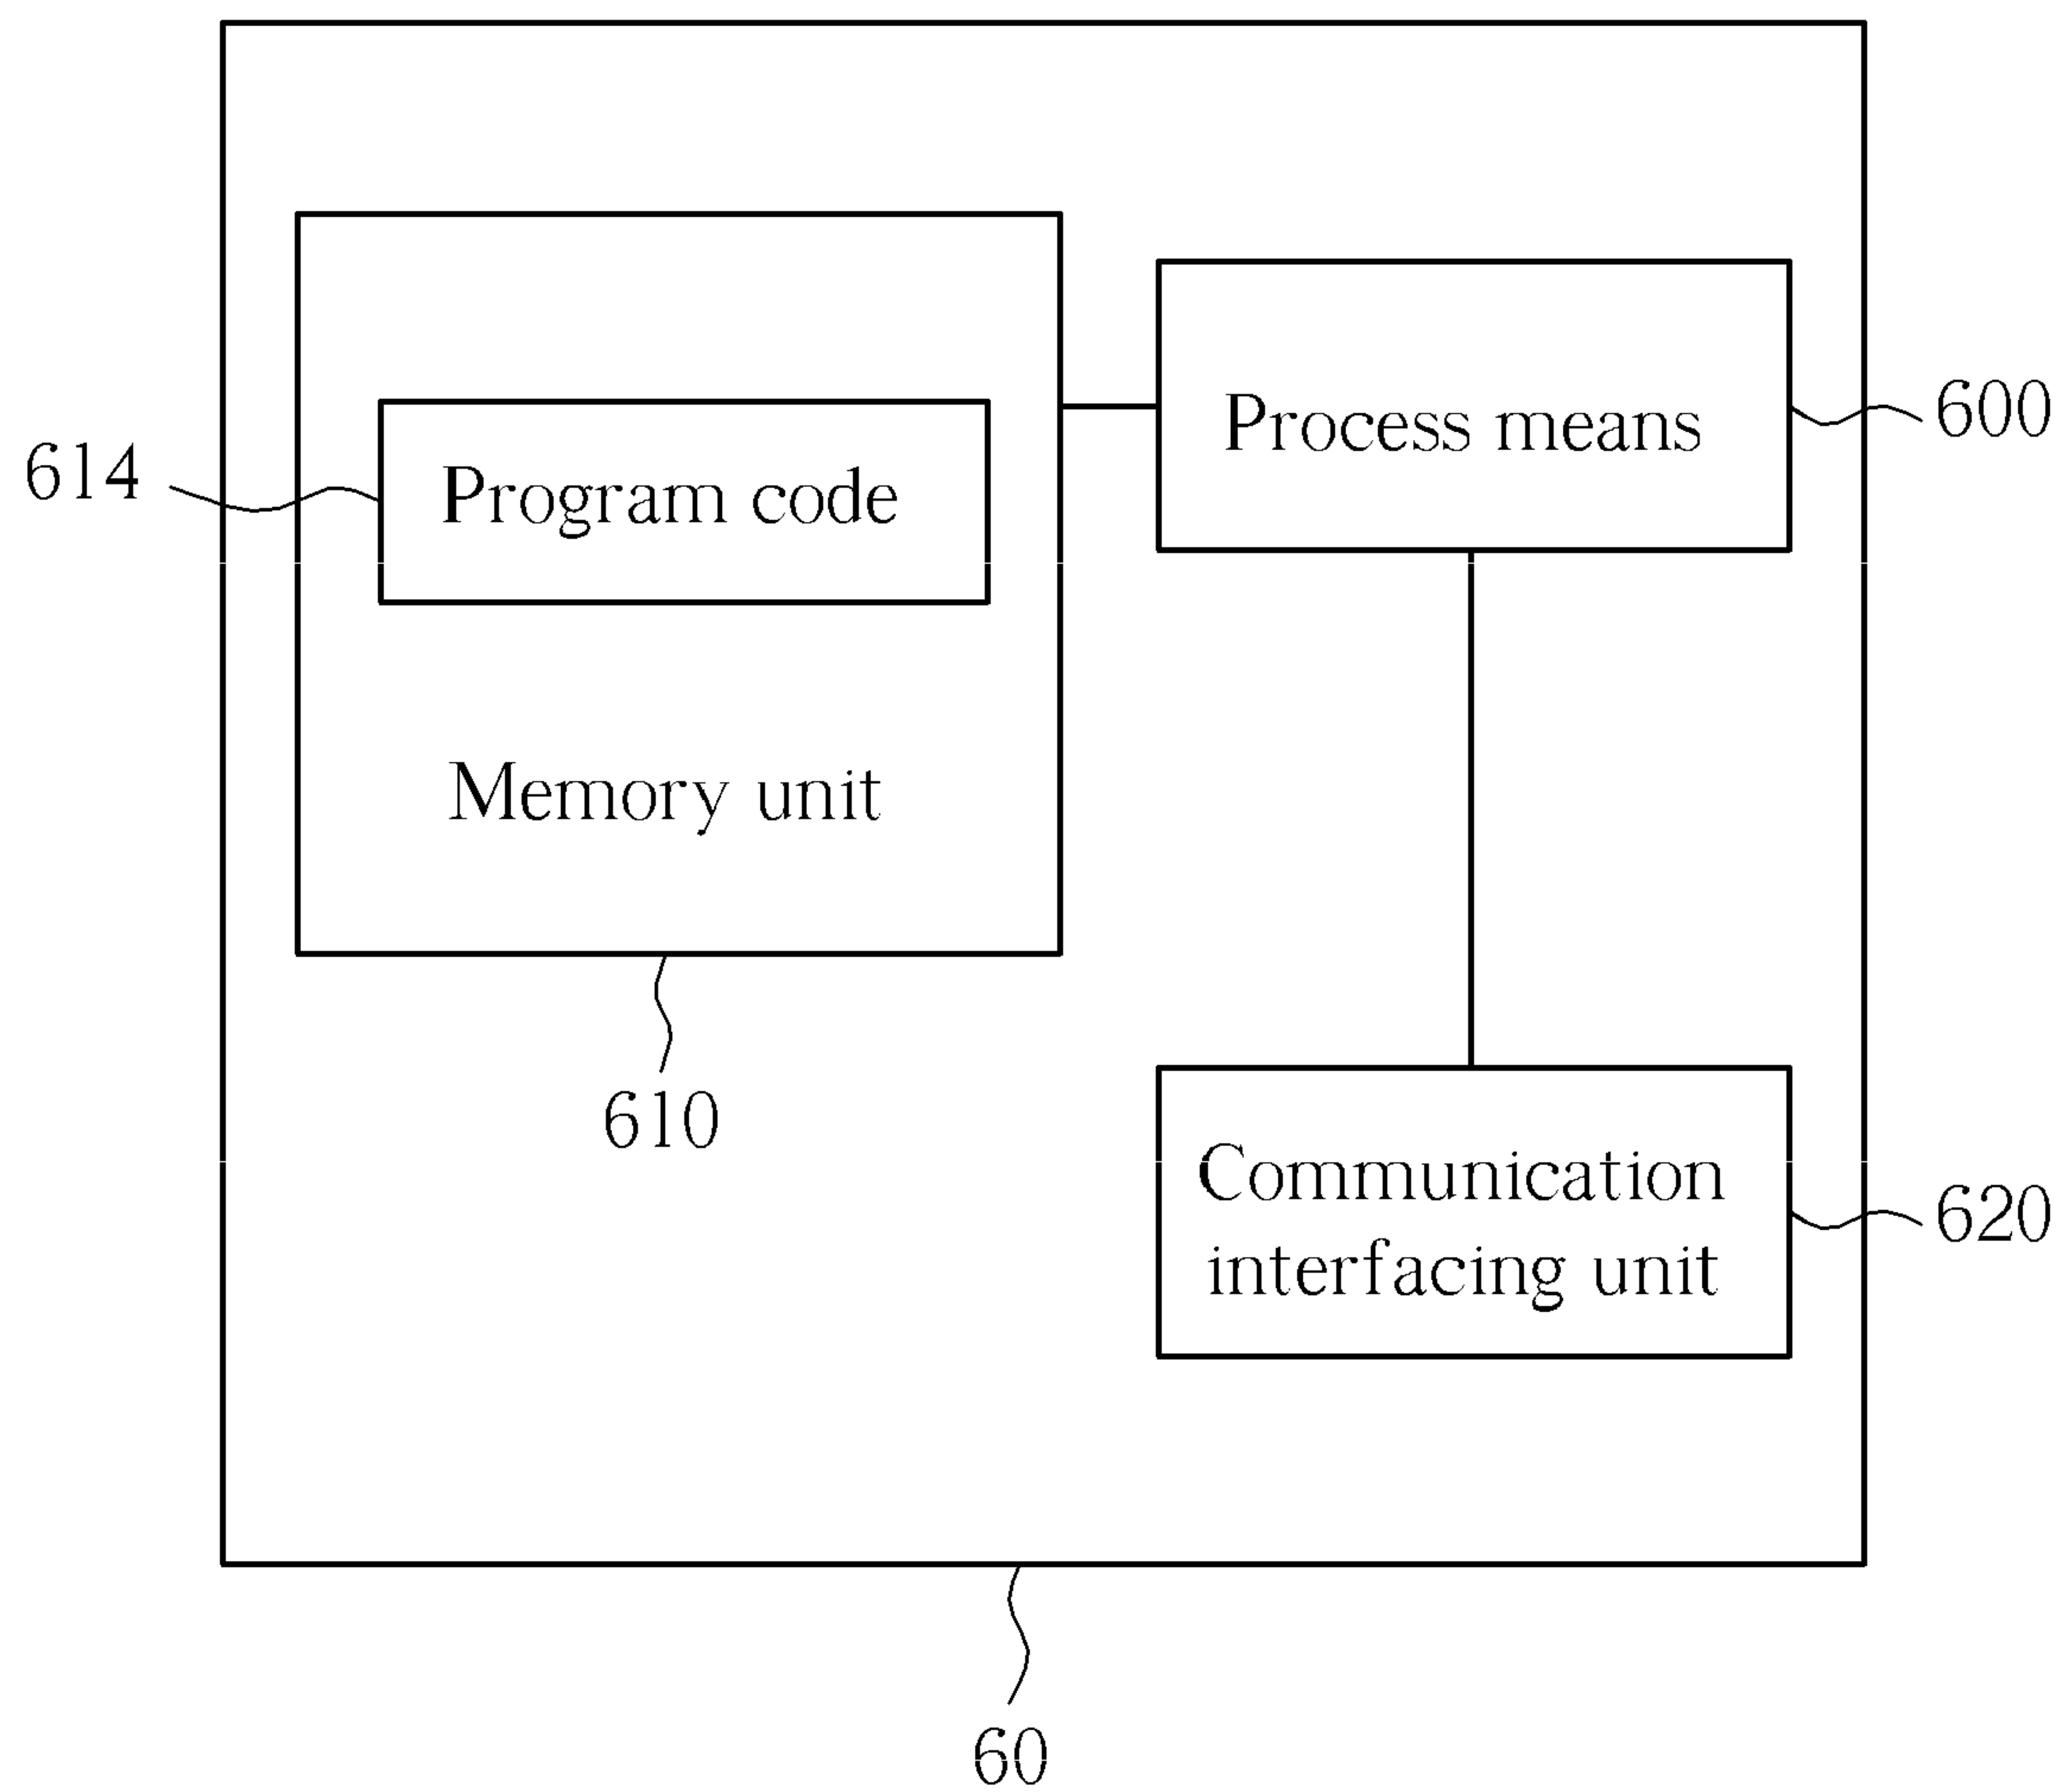 600
Process means
614
Program code
Memory unit
610
Communication
interfacing unit
620
60